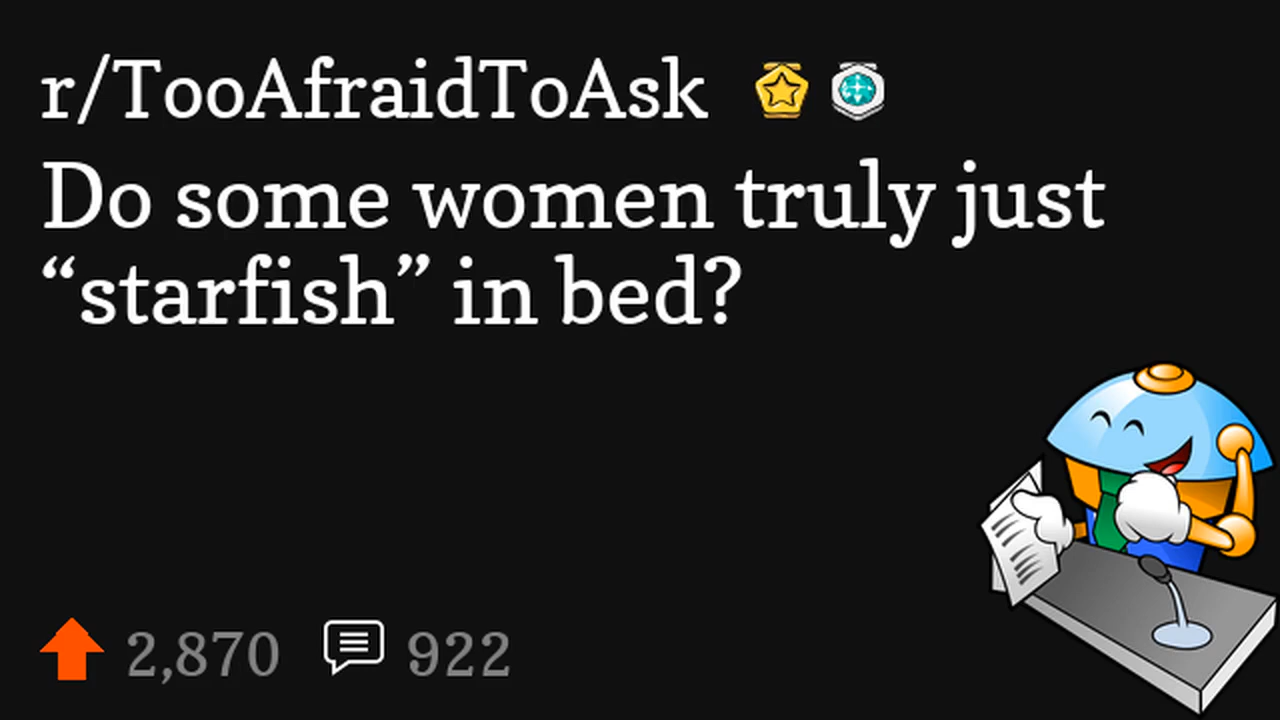 r/TooAfraidToAsk
Do some women truly just
“starfish” in bed?
2,870 922